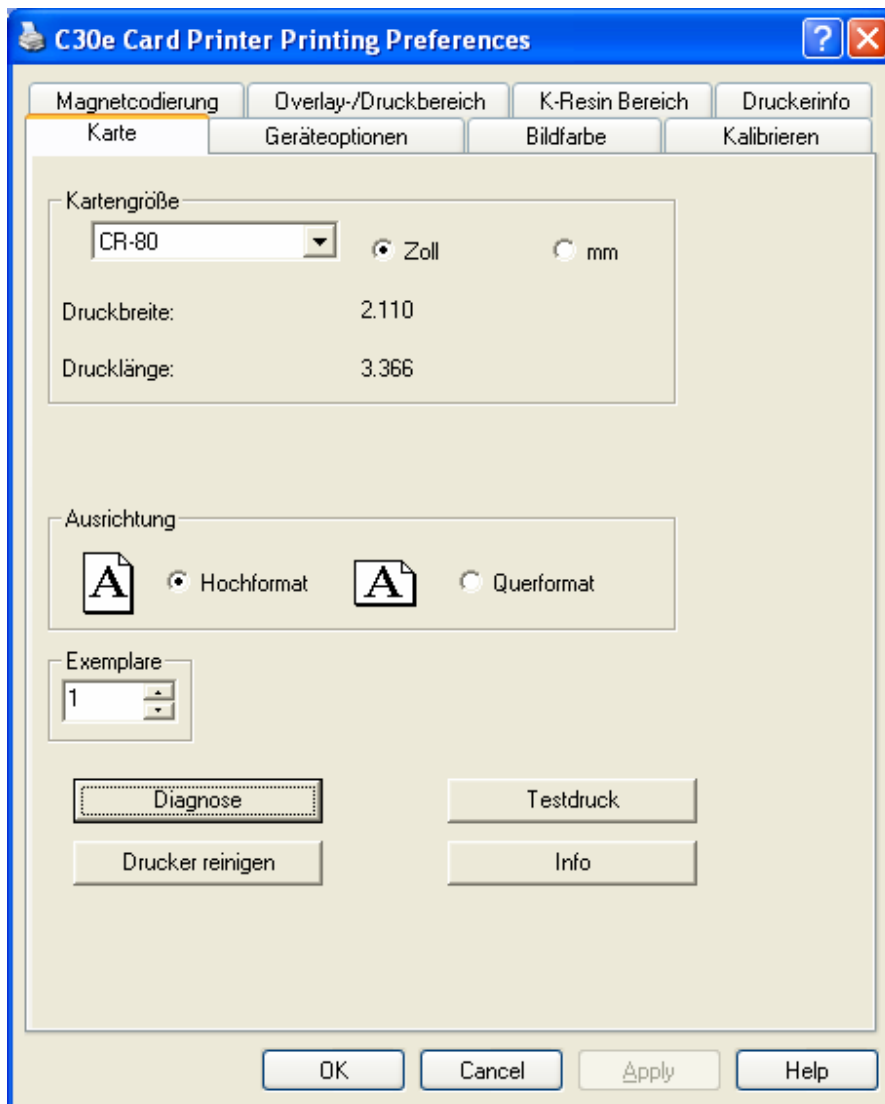 C30e Card Printer Printing Preferences
Magnetcodierung Overlay-/Druckbereich K-Resin Bereich Druckerinfo
Karte Geräteoptionen Bildfarbe Kalibrieren
Kartengröße
CR-80 Zoll mm
Druckbreite: 2.110
Drucklänge: 3.366
Ausrichtung
A Hochformat A Querformat
Exemplare
1
Diagnose Testdruck
Drucker reinigen Info
OK Cancel Apply Help